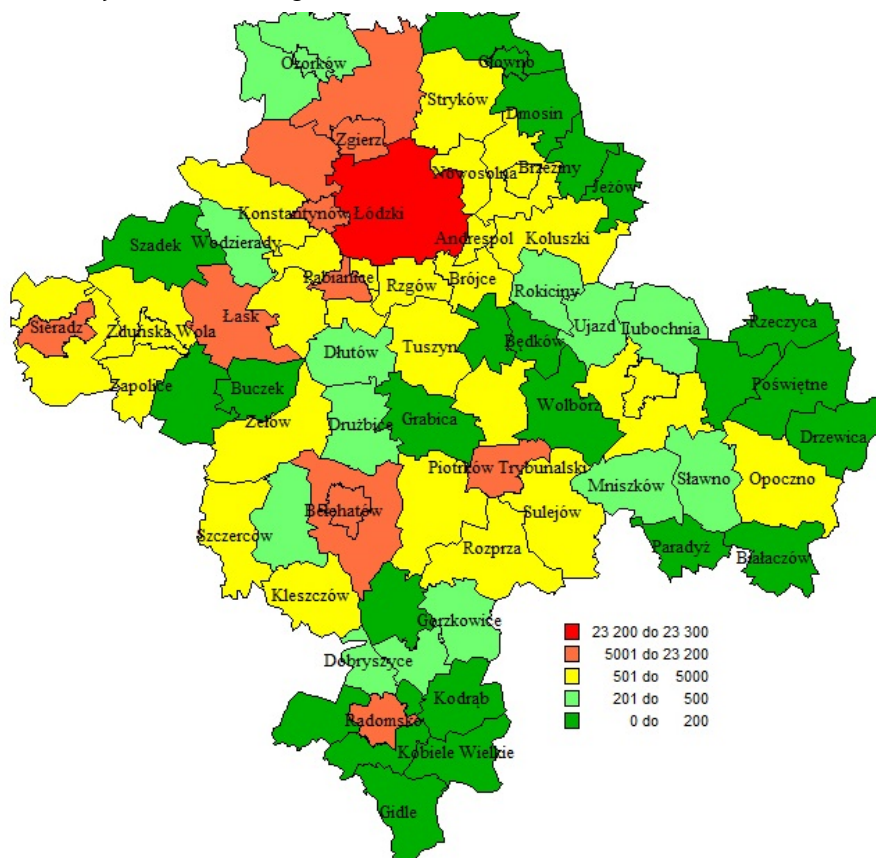 Ozorków
Głowno
Stryków
Dmosin
Zgierz
Nowosolna
Brzeziny
Jeżów
Konstantynów Łódzki
Szadek
Wodzierady
Andrespol
Koluszki
Pabianice
Rzgów
Brójce
Rokiciny
Łask
Sieradz
Zduńska Wola
Ujazd
Lubochnia
Rzeczyca
Dłutów
Tuszyn
Będków
Zapolice
Buczek
Poświętne
Zelów
Drużbice
Grabica
Wolbórz
Drzewica
Piotrków Trybunalski
Mniszków
Sławno
Opoczno
Bełchatów
Szczerców
Sulejów
Rozprza
Paradyż
Białaczów
Kleszczów
Gorzkowice
23 200 do 23 300
5001 do 23 200
501 do 5000
201 do 500
0 do 200
Dobryszyce
Kodrąb
Radomsko
Kobiele Wielkie
Gidle